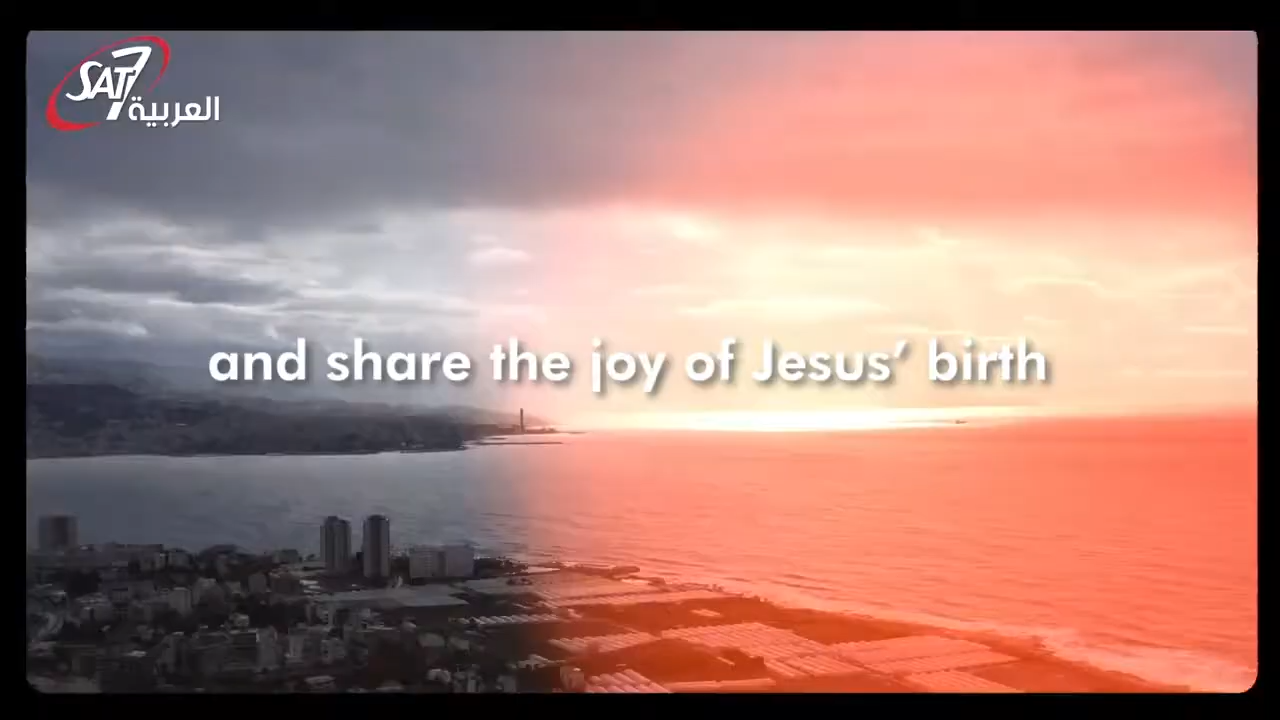 SAT7
العربية
and share the joy of Jesus’ birth